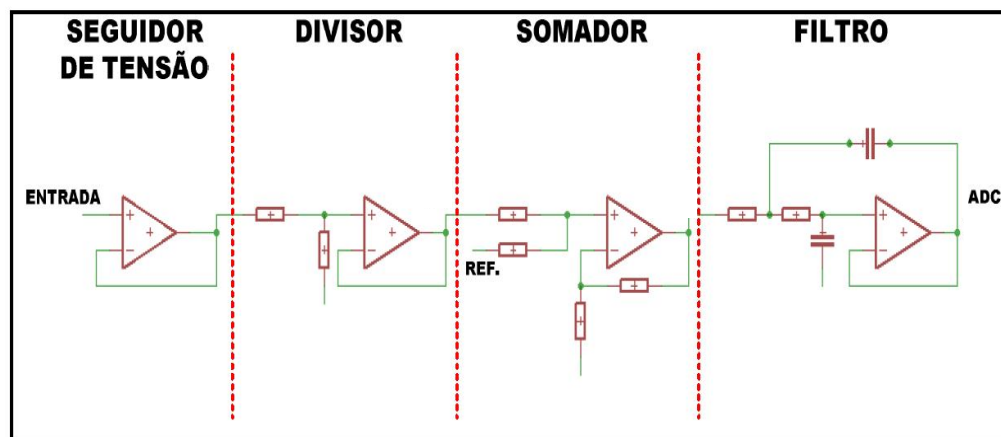 SEGUIDOR
DE TENSÃO
DIVISOR
SOMADOR
FILTRO
ENTRADA
REF.
ADC